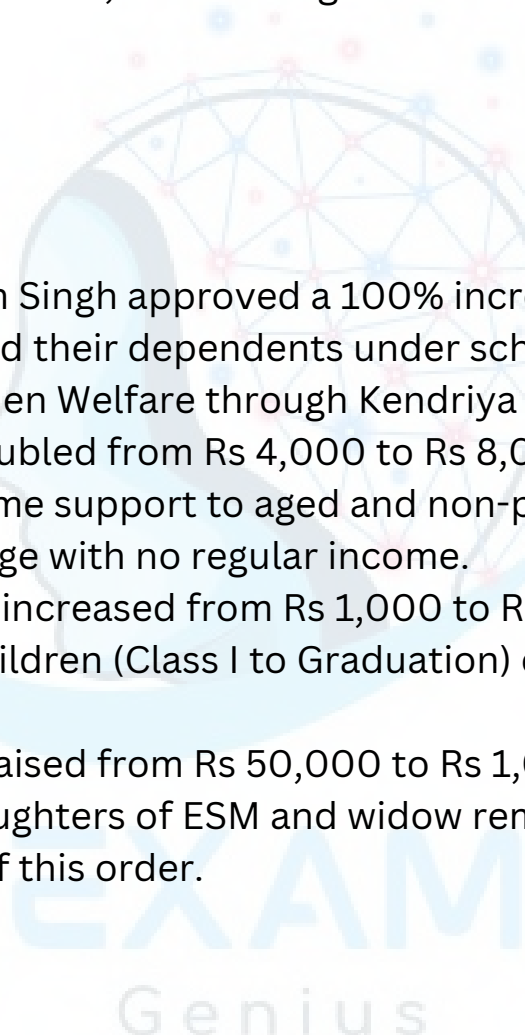 n Singh approved a 100% incre
d their dependents under sch
en Welfare through Kendriya
ubled from Rs 4,000 to Rs 8,0
me support to aged and non-p
ge with no regular income.
increased from Rs 1,000 to R
ildren (Class I to Graduation)
aised from Rs 50,000 to Rs 1,
ughters of ESM and widow rem
f this order.
EXAM
Genius